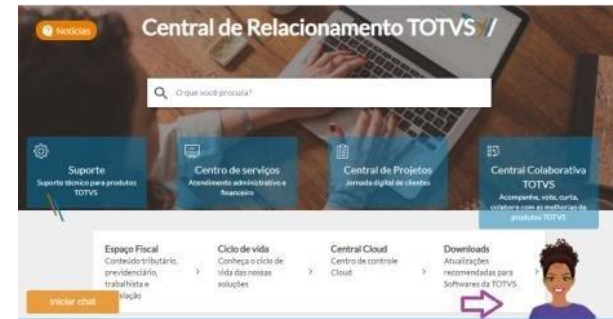 Notícias
Central de Relacionamento TOTVS //
O que você procura?
Suporte
Suporte técnico para produtos
TOTVS
Centro de serviços
Atendimento administrativo e
financeiro
Central de Projetos
Jornada digital de clientes
Central Colaborativa
TOTVS
Acompanhe, vote, curta,
colabore com as melhorias de
produtos TOTVS
Espaço Fiscal
Conteúdo tributário,
previdenciário,
trabalhista e
Ciclo de vida
Conheça o ciclo de
vida das nossas
soluções
Central Cloud
Centro de controle
Cloud
Downloads
Atualizações
recomendadas para
Softwares da TOTVS
Iniciar chat